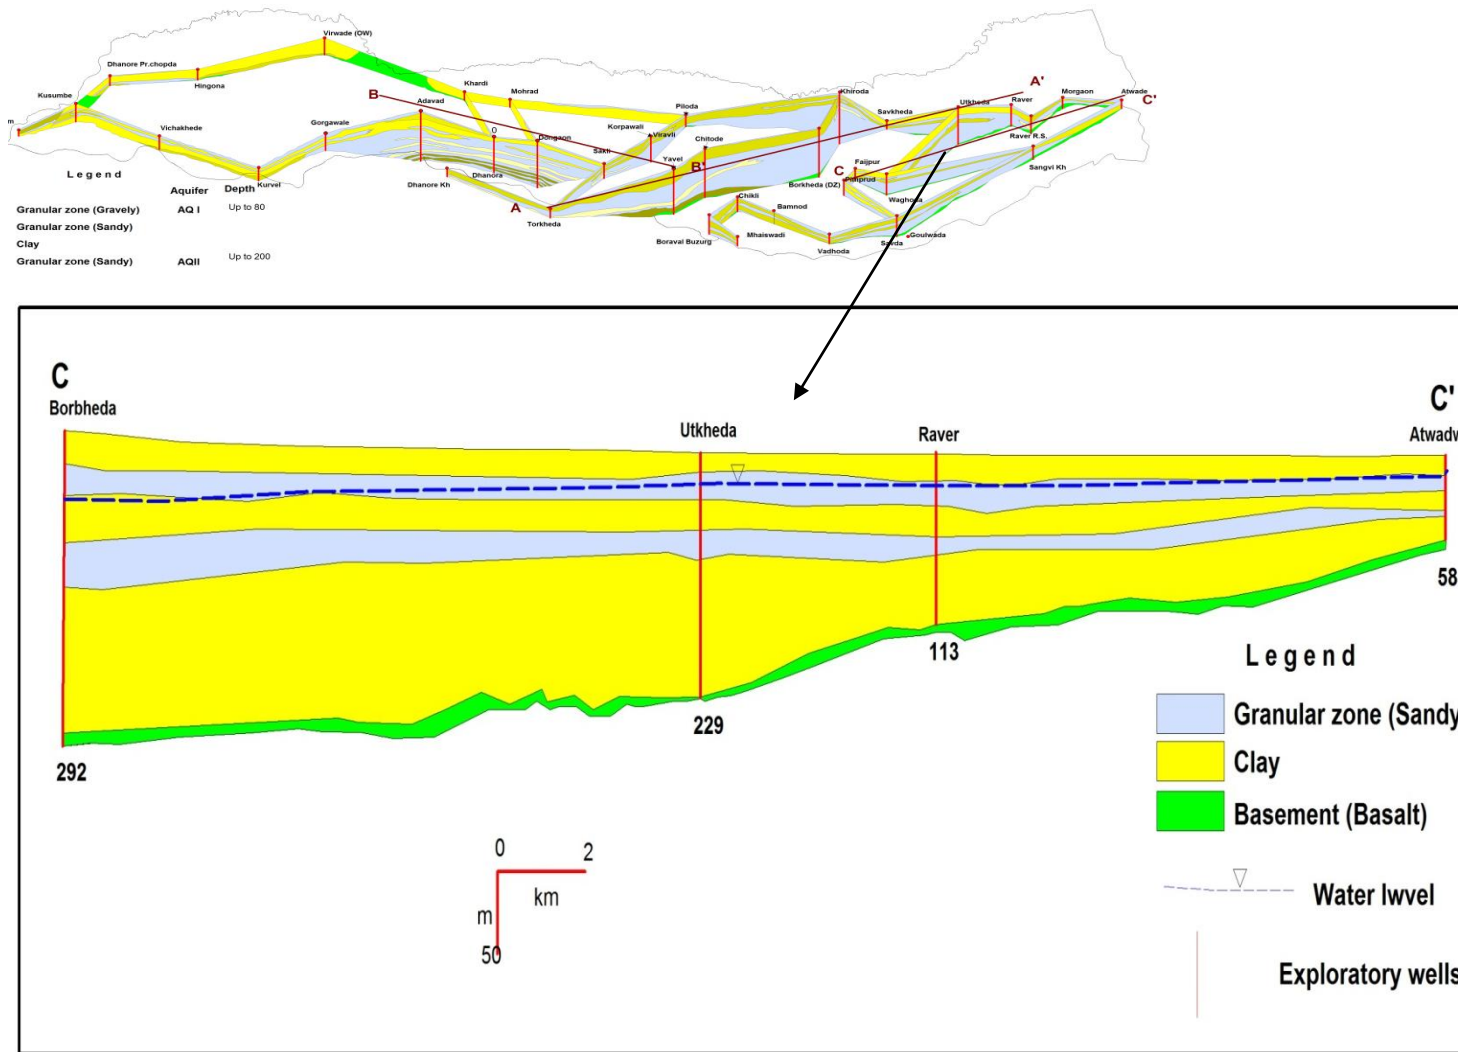 Virwade (OW)
Dhanore Pr.chopda
Hingona
Kusumbe
m
Khardi
Mohrad
B
Adavad
Gorgawale
Vichakhede
Kurvel
O
Dongaon
Dhanora
Dhanore Kh
Korpawali
Viravli
Sakli
Piloda
Chitode
Yavel
B'
A
Torkheda
Khiroda
Savkheda
A'
Utkheda
Raver
Morgaon
Atwade
C'
Raver R.S.
Sangvi Kh
C
Faijpur
Borkheda (DZ)
Waghoda
Chikli
Bamnod
Boraval Buzurg
Mhaiswadi
Vadhoda
Savda
Goulwada
Legend
Aquifer Depth
Granular zone (Gravely) AQ I Up to 80
Granular zone (Sandy)
Clay
Granular zone (Sandy) AQII Up to 200
C
Borbheda
Utkheda
Raver
C'
Atwadw
292
229
113
58
0 2
km
m
50
Legend
Granular zone (Sandy
Clay
Basement (Basalt)
Water lwvel
Exploratory wells